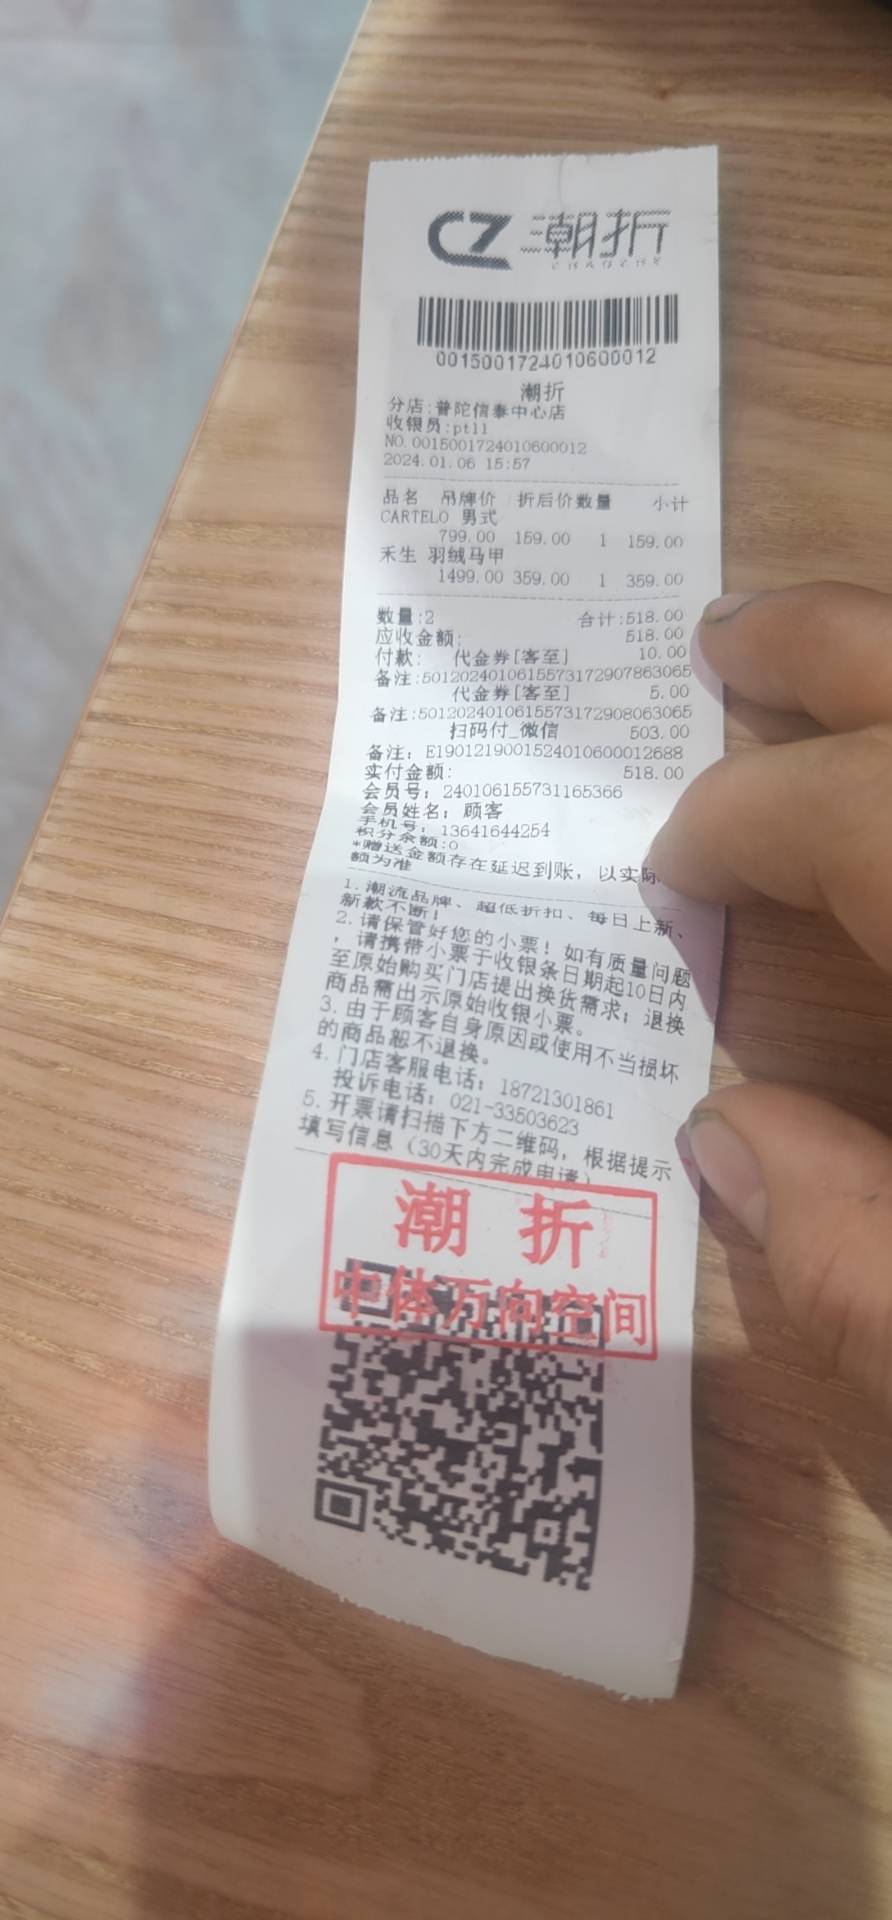 CZ 潮折
CHAOZHE
0015001724010600012
潮折
分店:普陀信泰中心店
收银员:pt11
NO.0015001724010600012
2024.01.06 15:57
品名 吊牌价 折后价 数量 小计
CARTELO 男式
799.00 159.00 1 159.00
禾生 羽绒马甲
1499.00 359.00 1 359.00
数量:2 合计:518.00
应收金额: 518.00
付款: 代金券[客至] 10.00
备注:5012024010615573172907863065
代金券[客至] 5.00
备注:5012024010615573172908063065
扫码付_微信 503.00
备注: E1901219001524010600012688
实付金额: 518.00
会员号: 240106155731165366
会员姓名: 顾客
手机号: 13641644254
积分余额:0
*赠送金额存在延迟到账，以实际
额为准
1. 潮流品牌、超低折扣、每日上新、
新款不断!
2. 请保管好您的小票! 如有质量问题
，请携带小票于收银条日期起10日内
至原始购买门店提出换货需求; 退换
商品需出示原始收银小票。
3. 由于顾客自身原因或使用不当损坏
的商品恕不退换。
4. 门店客服电话: 18721301861
投诉电话: 021-33503623
5. 开票请扫描下方二维码, 根据提示
填写信息 (30天内完成申请)
潮 折
中体万向空间